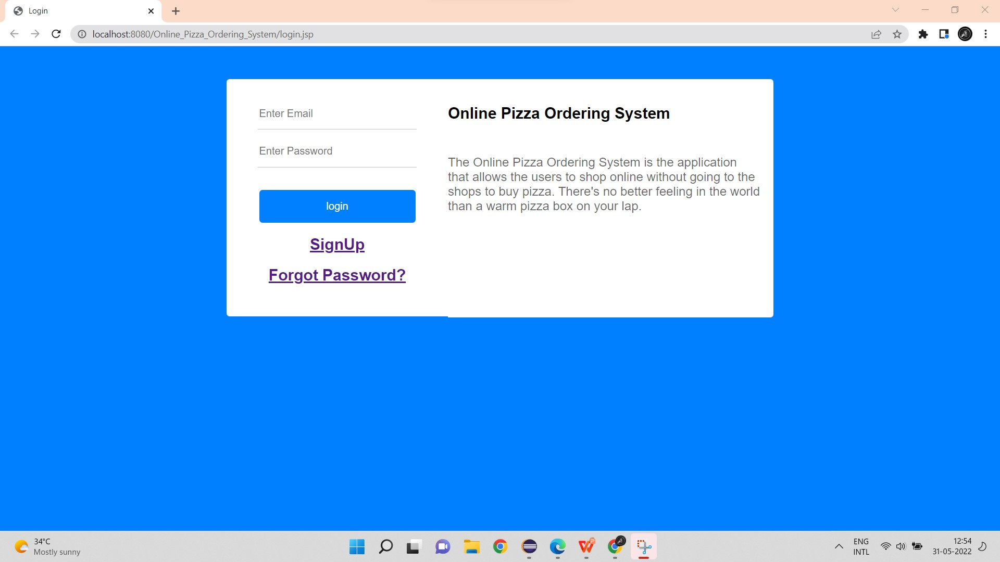 Login
localhost:8080/Online_Pizza_Ordering_System/login.jsp
Enter Email
Enter Password
login
SignUp
Forgot Password?
Online Pizza Ordering System
The Online Pizza Ordering System is the application
that allows the users to shop online without going to the
shops to buy pizza. There's no better feeling in the world
than a warm pizza box on your lap.
34°C
Mostly sunny
ENG
INTL
12:54
31-05-2022